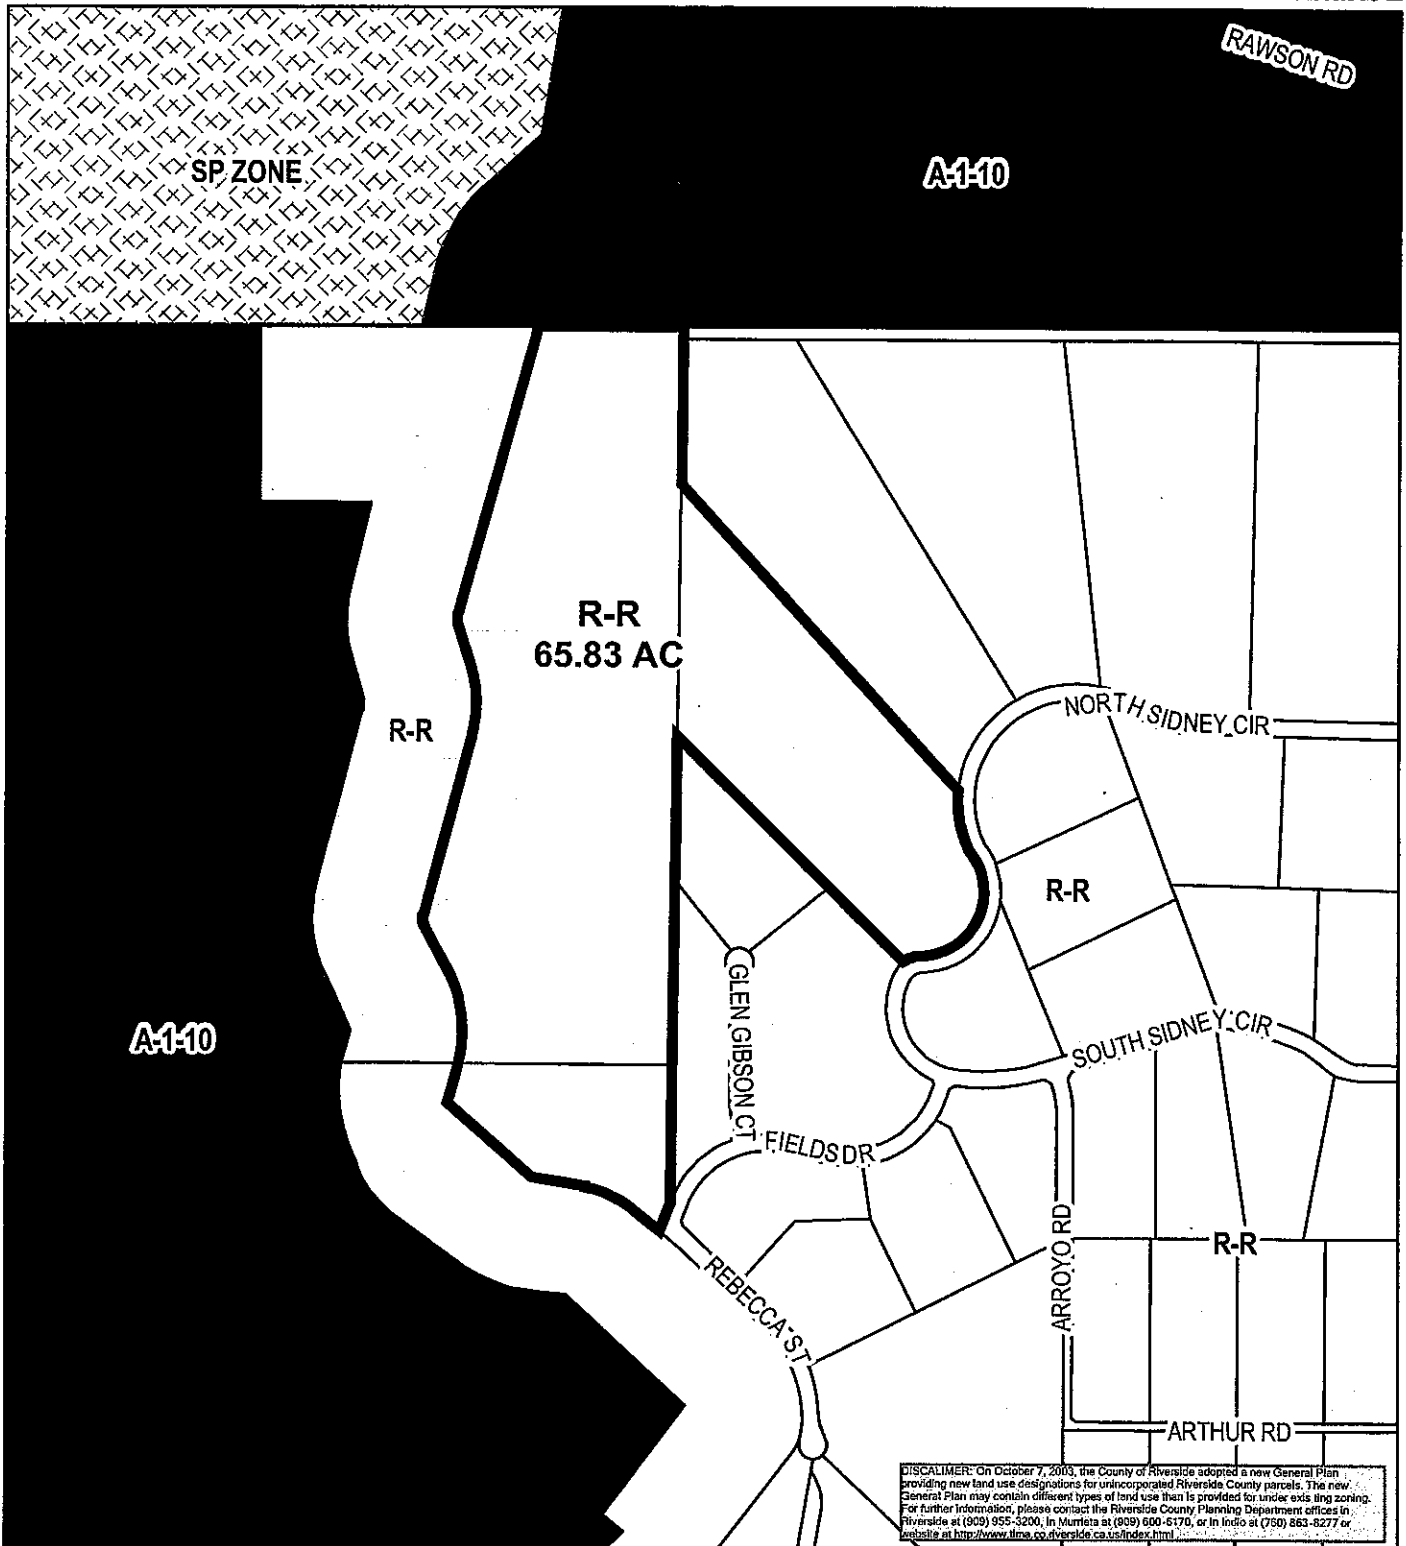 RAWSON RD
SP ZONE
A-1-10
R-R
65.83 AC
R-R
NORTH SIDNEY CIR
R-R
GLEN GIBSON CT
A-1-10
SOUTH SIDNEY CIR
FIELDS DR
ARROYO RD
R-R
REBECCA ST
ARTHUR RD
DISCALIMER: On October 7, 2003, the County of Riverside adopted a new General Plan
providing new land use designations for unincorporated Riverside County parcels. The new
General Plan may contain different types of land use than is provided for under existing zoning.
For further information, please contact the Riverside County Planning Department offices in
Riverside at (909) 955-3200, in Murrieta at (909) 600-6170, or in Indio at (760) 863-8277 or
website at http://www.tlma.co.riverside.ca.us/index.html